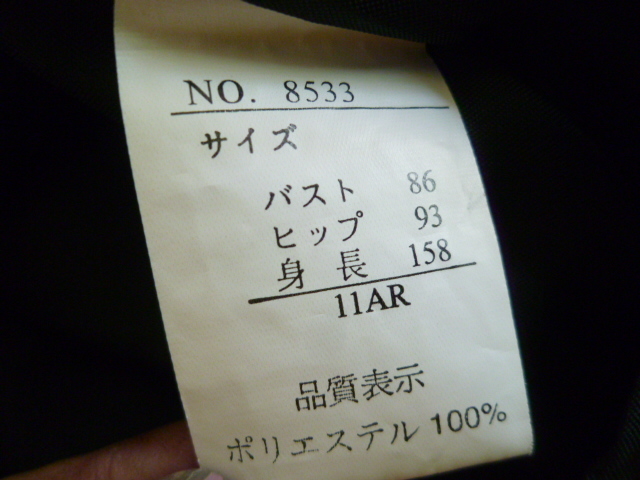 NO. 8533
サイズ
バスト 86
ヒップ 93
身長 158
11AR
品質表示
ポリエステル 100%